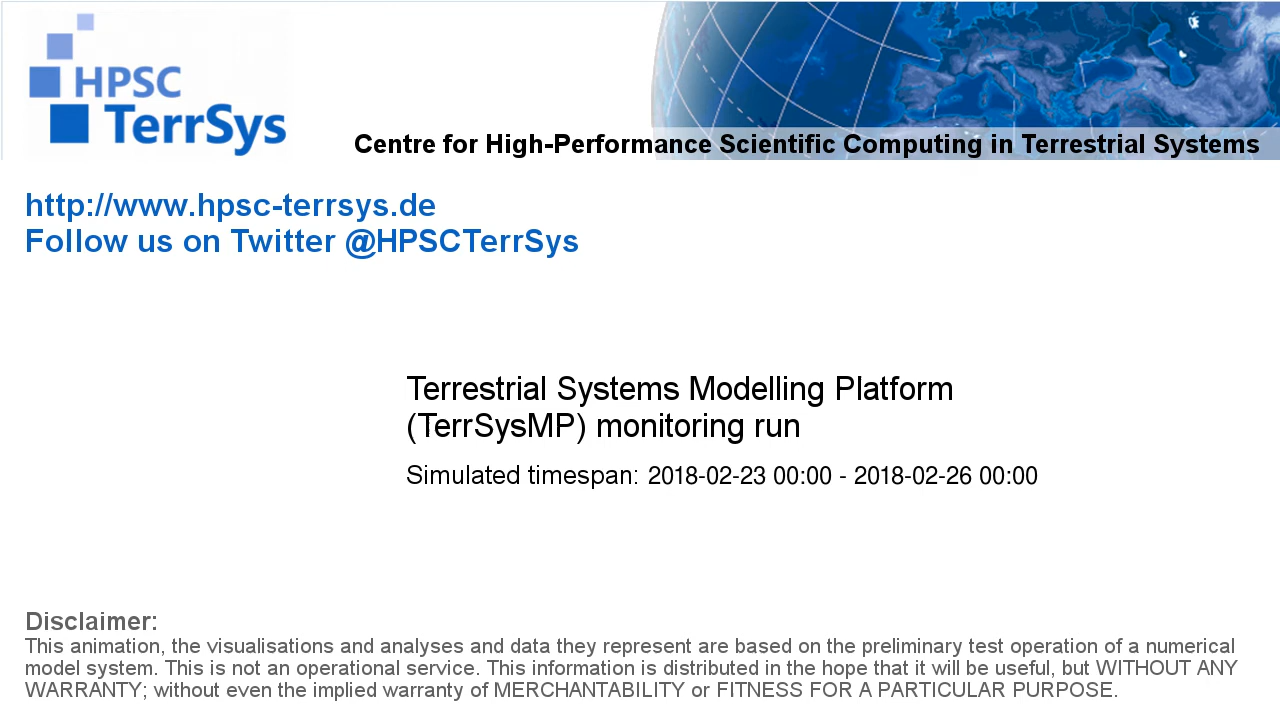 HPSC
TerrSys
Centre for High-Performance Scientific Computing in Terrestrial Systems
http://www.hpsc-terrsys.de
Follow us on Twitter @HPSCTerrSys
Terrestrial Systems Modelling Platform
(TerrSysMP) monitoring run
Simulated timespan: 2018-02-23 00:00 - 2018-02-26 00:00
Disclaimer:
This animation, the visualisations and analyses and data they represent are based on the preliminary test operation of a numerical
model system. This is not an operational service. This information is distributed in the hope that it will be useful, but WITHOUT ANY
WARRANTY; without even the implied warranty of MERCHANTABILITY or FITNESS FOR A PARTICULAR PURPOSE.